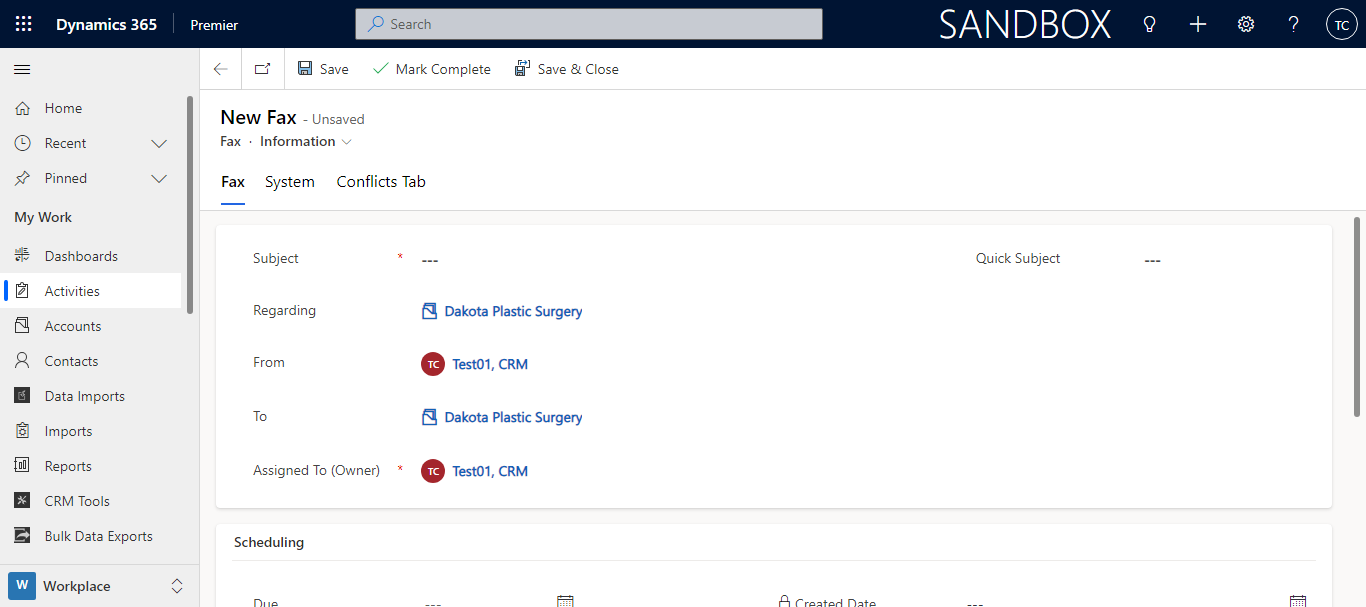 Dynamics 365 Premier Search SANDBOX ? TC
Save Mark Complete Save & Close
Home
Recent
Pinned
My Work
Dashboards
Activities
Accounts
Contacts
Data Imports
Imports
Reports
CRM Tools
Bulk Data Exports
W Workplace
New Fax - Unsaved
Fax · Information
Fax System Conflicts Tab
Subject * --- Quick Subject ---
Regarding Dakota Plastic Surgery
From TC Test01, CRM
To Dakota Plastic Surgery
Assigned To (Owner) * TC Test01, CRM
Scheduling
Due --- Created Date ---